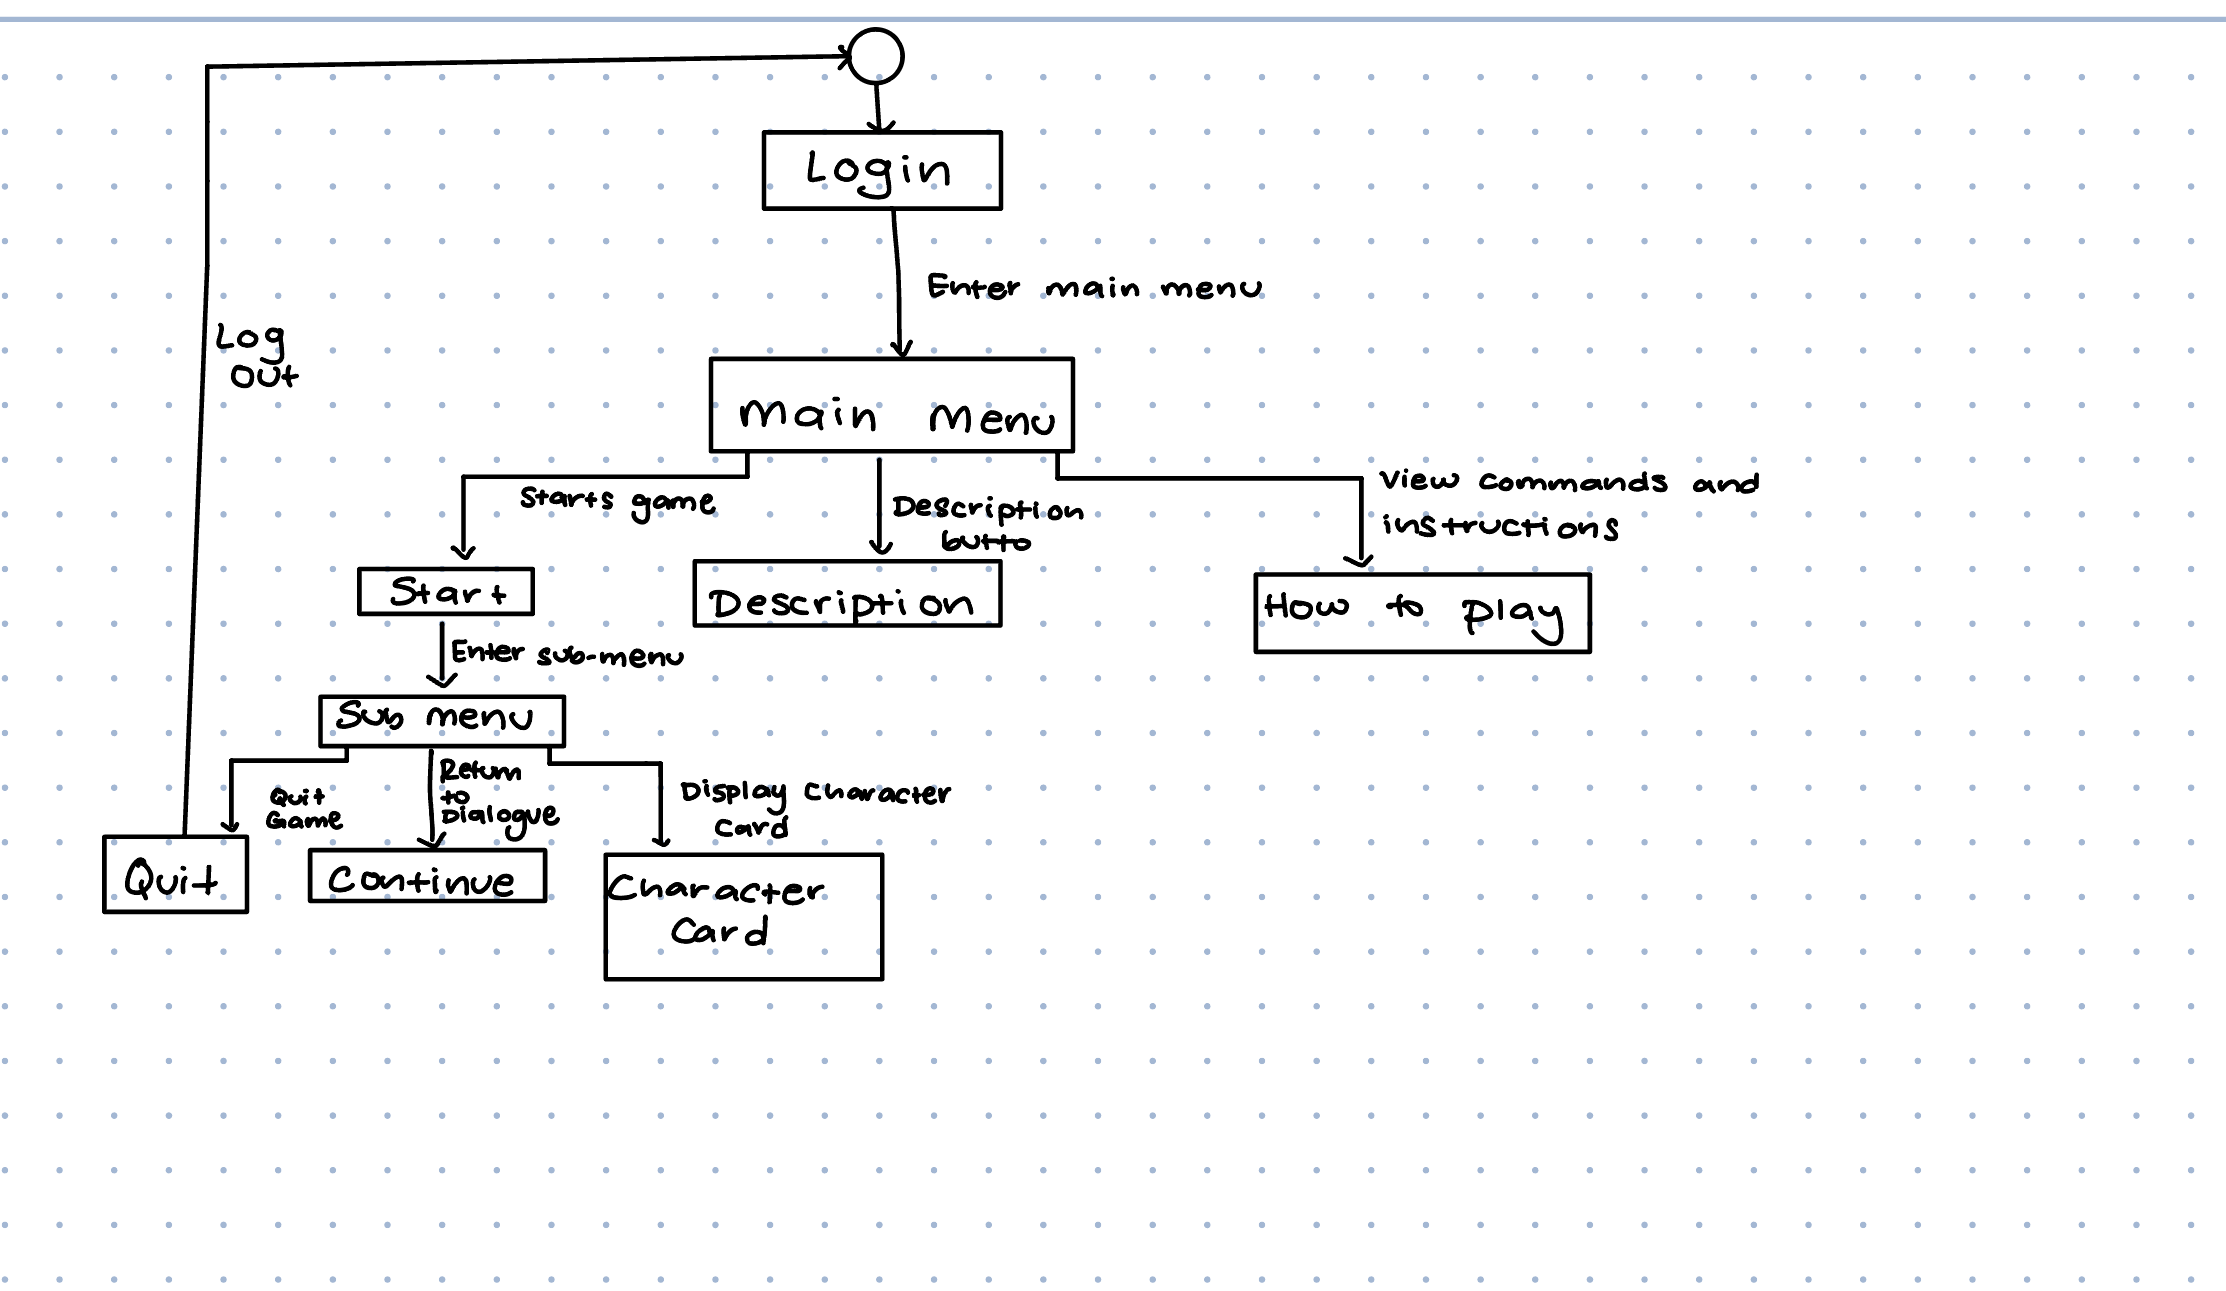 Login
Enter main menu
Log
Out
Main Menu
Starts game
Description
butto
View commands and
instructions
Start
Description
How to play
Enter sub-menu
Sub menu
Quit
Game
Return
to
Dialogue
Display Character
Card
Quit
Continue
Character
Card